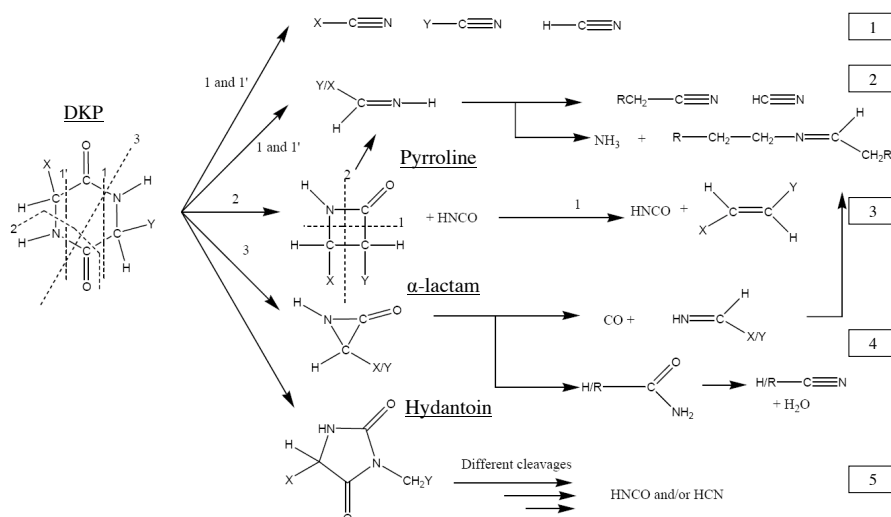 X—C≡N Y—C≡N H—C≡N
1
1 and 1'
2
Y/X
C=N—H
H
RCH₂—C≡N HC≡N
NH₃ + R—CH₂—CH₂—N=C
H
CH₂R
DKP
3
1' 1
O
X
C
H
C
N
H
2
H
N
C
C
Y
H
O
1 and 1'
Pyrroline
2
2
H
N
C
O
+ HNCO
1
H
C
C
H
X
Y
1
HNCO +
H
Y
C=C
X
H
3
3
α-lactam
H
N
C
O
C
H
X/Y
CO + HN=C
H
X/Y
4
H/R—C
O
NH₂
H/R—C≡N
+ H₂O
Hydantoin
O
HN
H
X
N
CH₂Y
O
Different cleavages
HNCO and/or HCN
5